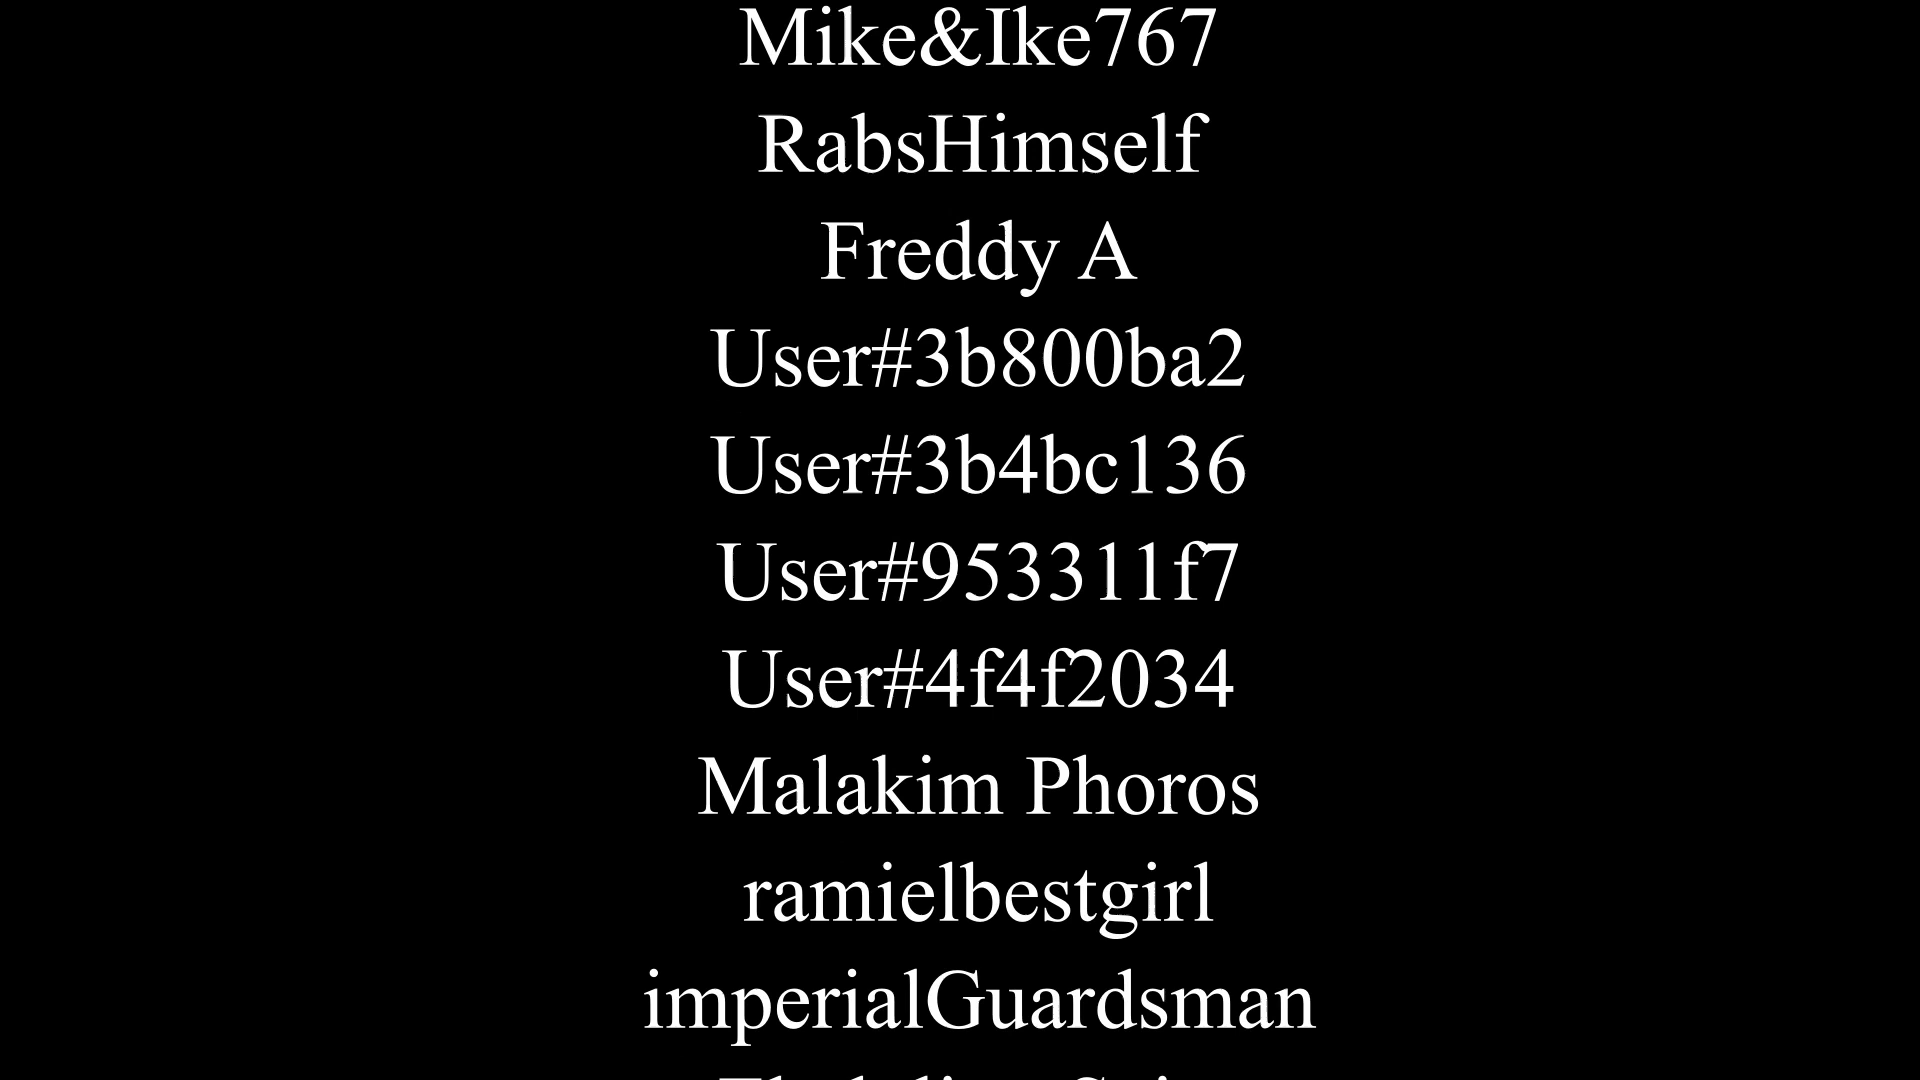 Mike&Ike767
RabsHimself
Freddy A
User#3b800ba2
User#3b4bc136
User#953311f7
User#4f4f2034
Malakim Phoros
ramielbestgirl
imperialGuardsman